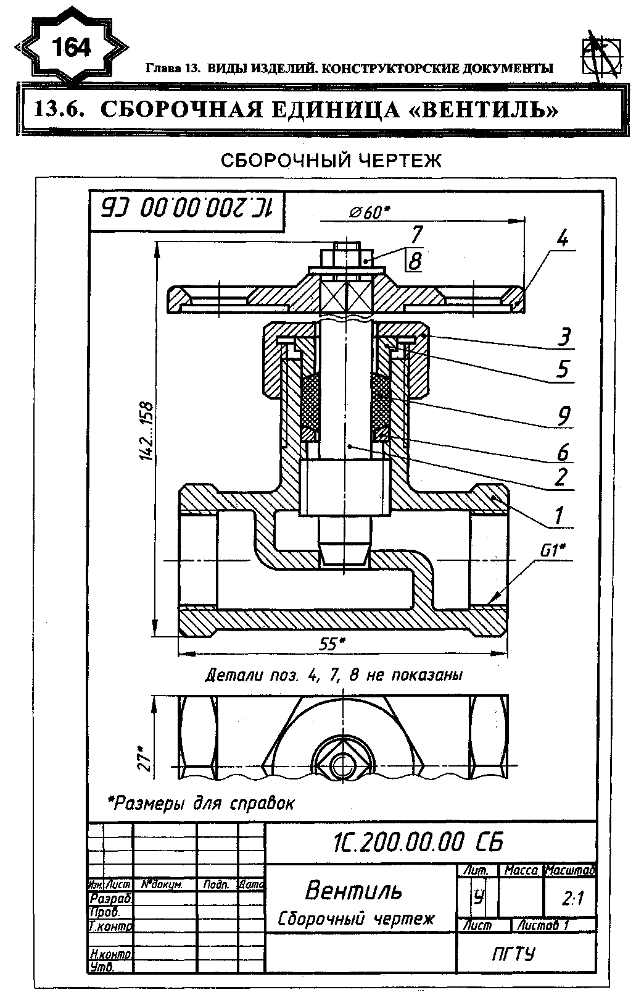 164
Глава 13. ВИДЫ ИЗДЕЛИЙ. КОНСТРУКТОРСКИЕ ДОКУМЕНТЫ
13.6. СБОРОЧНАЯ ЕДИНИЦА «ВЕНТИЛЬ»
СБОРОЧНЫЙ ЧЕРТЕЖ
1С.200.00.00 СБ
⌀60*
7
8
4
3
5
9
6
2
1
G1*
142...158
55*
Детали поз. 4, 7, 8 не показаны
27*
*Размеры для справок
1С.200.00.00 СБ
Изм. Лист №докум. Подп. Дата
Разраб.
Пров.
Т.контр
Н.контр.
Утв.
Вентиль
Сборочный чертеж
Лит. Масса Масштаб
У 2:1
Лист Листов 1
ПГТУ